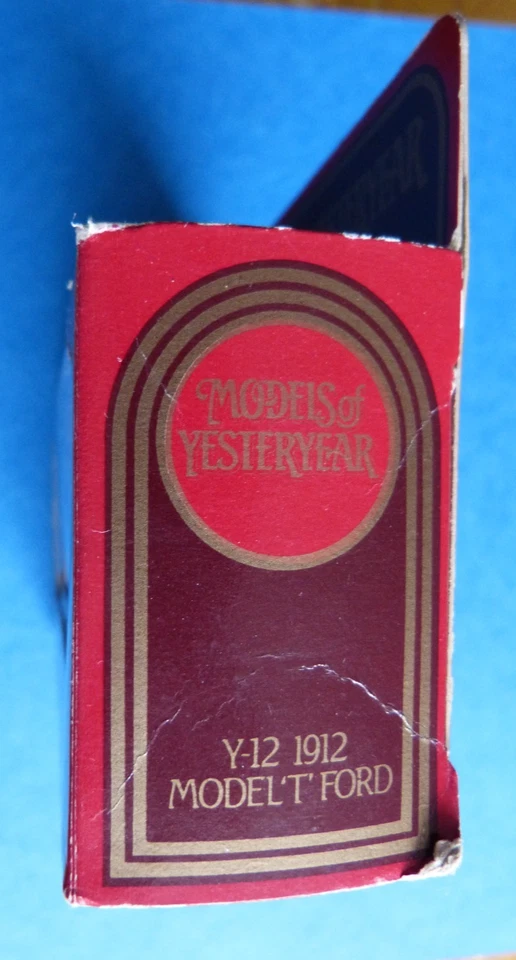 MODELS of
YESTERYEAR
Y-12 1912
MODEL 'T' FORD